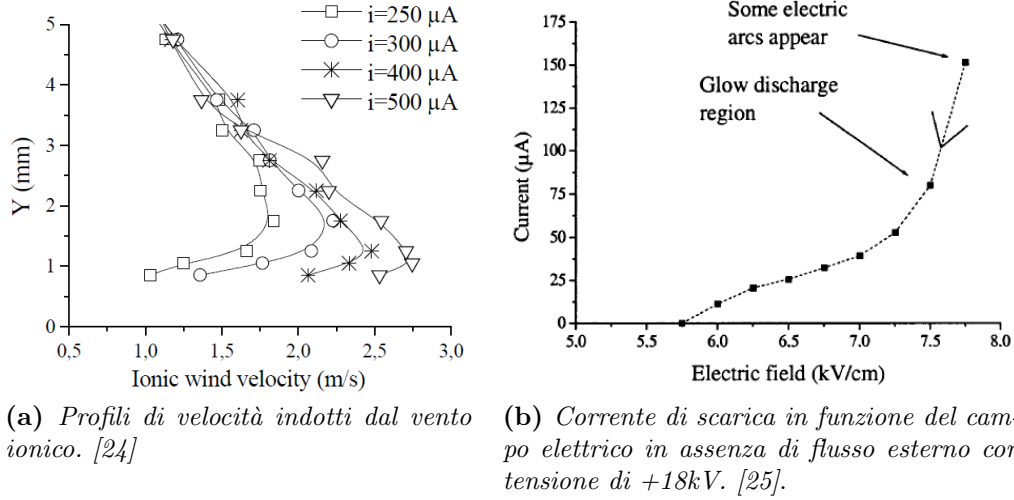 i=250 µA
i=300 µA
i=400 µA
i=500 µA
5
4
3
2
1
0
Y (mm)
0,5
1,0
1,5
2,0
2,5
3,0
Ionic wind velocity (m/s)
(a) Profili di velocità indotti dal vento
ionico. [24]
Some electric
arcs appear
Glow discharge
region
175
150
125
100
75
50
25
0
Current (µA)
5.0
5.5
6.0
6.5
7.0
7.5
8.0
Electric field (kV/cm)
(b) Corrente di scarica in funzione del cam-
po elettrico in assenza di flusso esterno con
tensione di +18kV. [25].